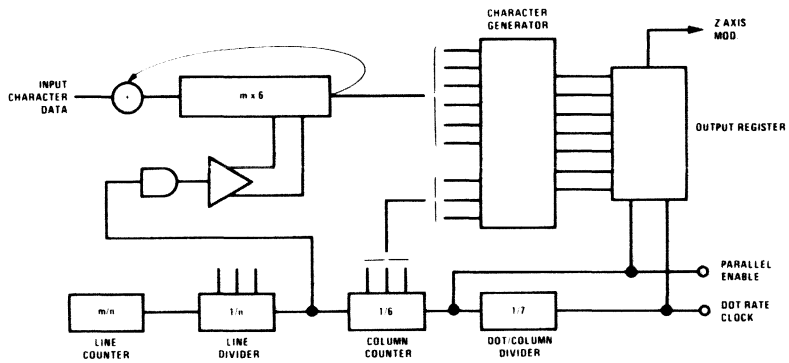 CHARACTER
GENERATOR
Z AXIS
MOD.
INPUT
CHARACTER
DATA
m x 6
OUTPUT REGISTER
PARALLEL
ENABLE
m/n
1/n
1/6
1/7
DOT RATE
CLOCK
LINE
COUNTER
LINE
DIVIDER
COLUMN
COUNTER
DOT/COLUMN
DIVIDER